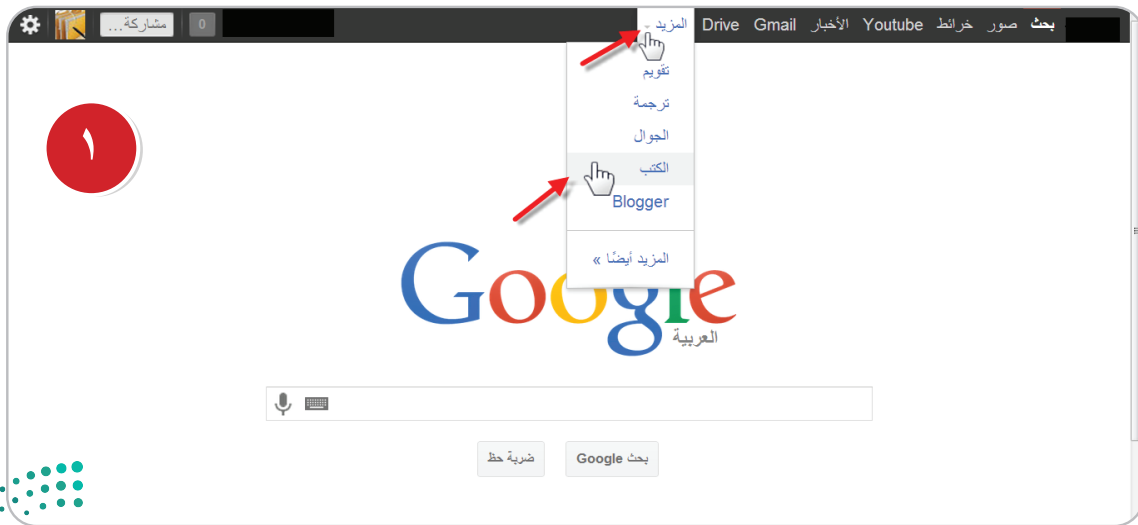 بحث صور خرائط Youtube الأخبار Gmail Drive المزيد 0 مشاركة...
تقويم
ترجمة
الجوال
الكتب
Blogger
المزيد أيضًا »
١
Google
العربية
بحث Google ضربة حظ